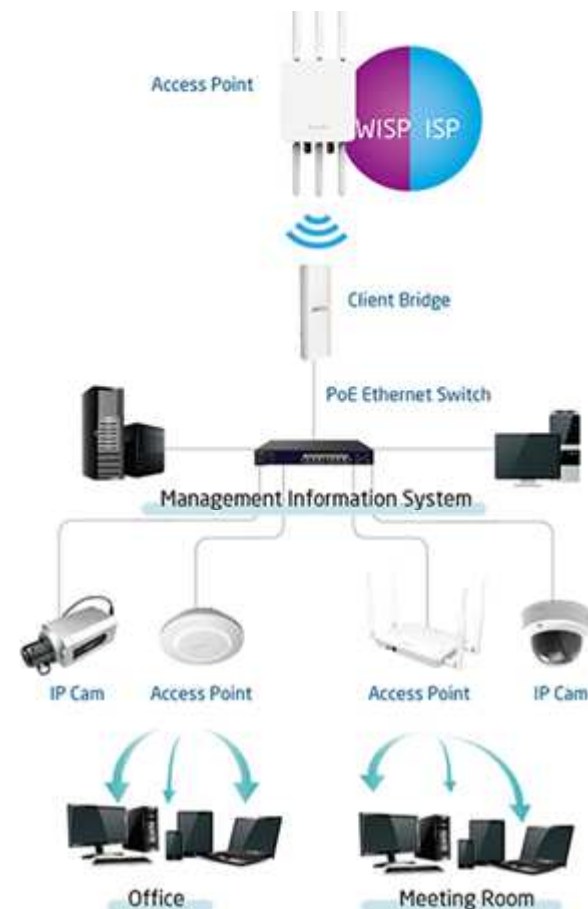 Access Point
WISP ISP
Client Bridge
PoE Ethernet Switch
Management Information System
IP Cam Access Point Access Point IP Cam
Office Meeting Room